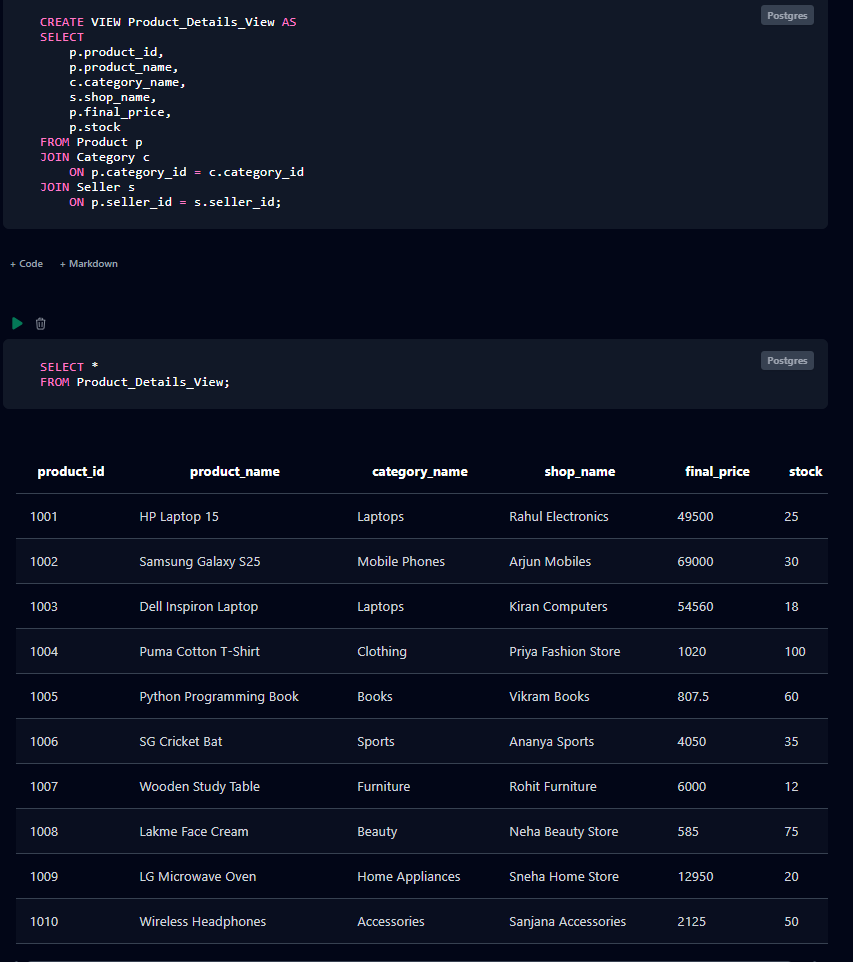 Postgres
CREATE VIEW Product_Details_View AS
SELECT
    p.product_id,
    p.product_name,
    c.category_name,
    s.shop_name,
    p.final_price,
    p.stock
FROM Product p
JOIN Category c
    ON p.category_id = c.category_id
JOIN Seller s
    ON p.seller_id = s.seller_id;
+ Code + Markdown
Postgres
SELECT *
FROM Product_Details_View;
product_id product_name category_name shop_name final_price stock
1001 HP Laptop 15 Laptops Rahul Electronics 49500 25
1002 Samsung Galaxy S25 Mobile Phones Arjun Mobiles 69000 30
1003 Dell Inspiron Laptop Laptops Kiran Computers 54560 18
1004 Puma Cotton T-Shirt Clothing Priya Fashion Store 1020 100
1005 Python Programming Book Books Vikram Books 807.5 60
1006 SG Cricket Bat Sports Ananya Sports 4050 35
1007 Wooden Study Table Furniture Rohit Furniture 6000 12
1008 Lakme Face Cream Beauty Neha Beauty Store 585 75
1009 LG Microwave Oven Home Appliances Sneha Home Store 12950 20
1010 Wireless Headphones Accessories Sanjana Accessories 2125 50